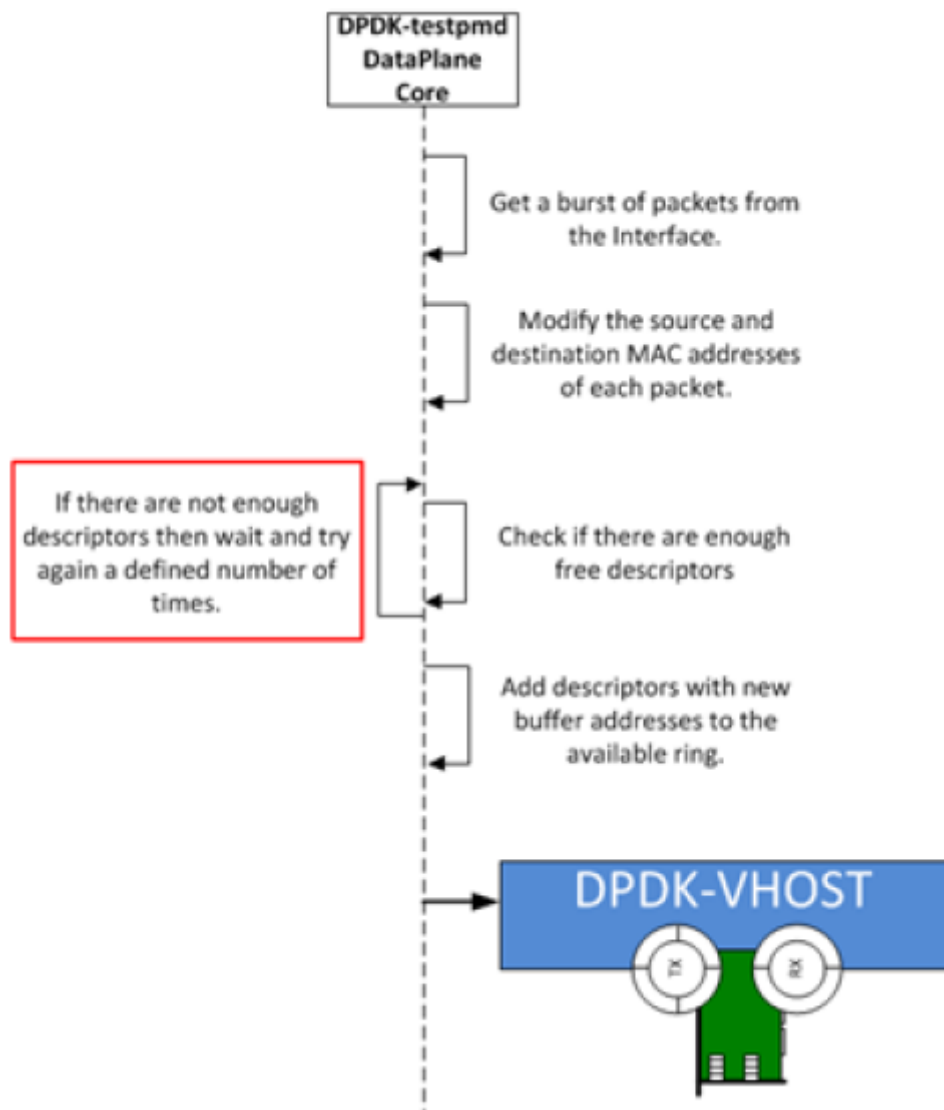 DPDK-testpmd
DataPlane
Core
Get a burst of packets from
the Interface.
Modify the source and
destination MAC addresses
of each packet.
If there are not enough
descriptors then wait and try
again a defined number of
times.
Check if there are enough
free descriptors
Add descriptors with new
buffer addresses to the
available ring.
DPDK-VHOST
TX
RX